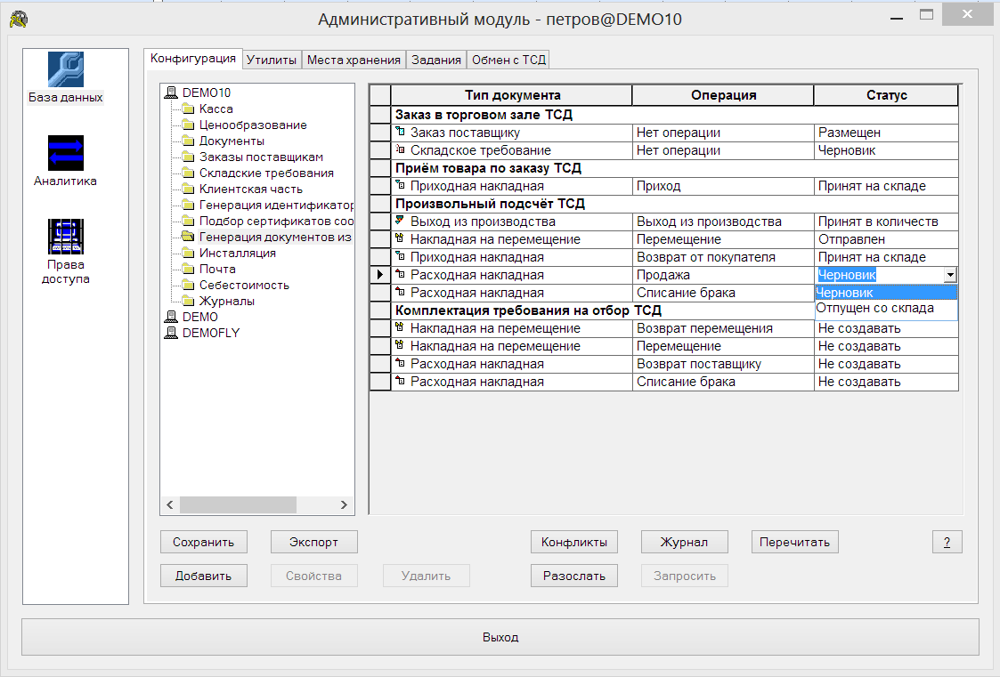 Административный модуль - петров@DEMO10
База данных
Аналитика
Права
доступа
Конфигурация
Утилиты
Места хранения
Задания
Обмен с ТСД
DEMO10
Касса
Ценообразование
Документы
Заказы поставщикам
Складские требования
Клиентская часть
Генерация идентификатор
Подбор сертификатов соо
Генерация документов из
Инсталляция
Почта
Себестоимость
Журналы
DEMO
DEMOFLY
Тип документа Операция Статус
Заказ в торговом зале ТСД
Заказ поставщику Нет операции Размещен
Складское требование Нет операции Черновик
Приём товара по заказу ТСД
Приходная накладная Приход Принят на складе
Произвольный подсчёт ТСД
Выход из производства Выход из производства Принят в количеств
Накладная на перемещение Перемещение Отправлен
Приходная накладная Возврат от покупателя Принят на складе
Расходная накладная Продажа Черновик
Расходная накладная Списание брака Черновик
Отпущен со склада
Комплектация требования на отбор ТСД
Накладная на перемещение Возврат перемещения Не создавать
Накладная на перемещение Перемещение Не создавать
Расходная накладная Возврат поставщику Не создавать
Расходная накладная Списание брака Не создавать
Сохранить Экспорт Конфликты Журнал Перечитать ?
Добавить Свойства Удалить Разослать Запросить
Выход